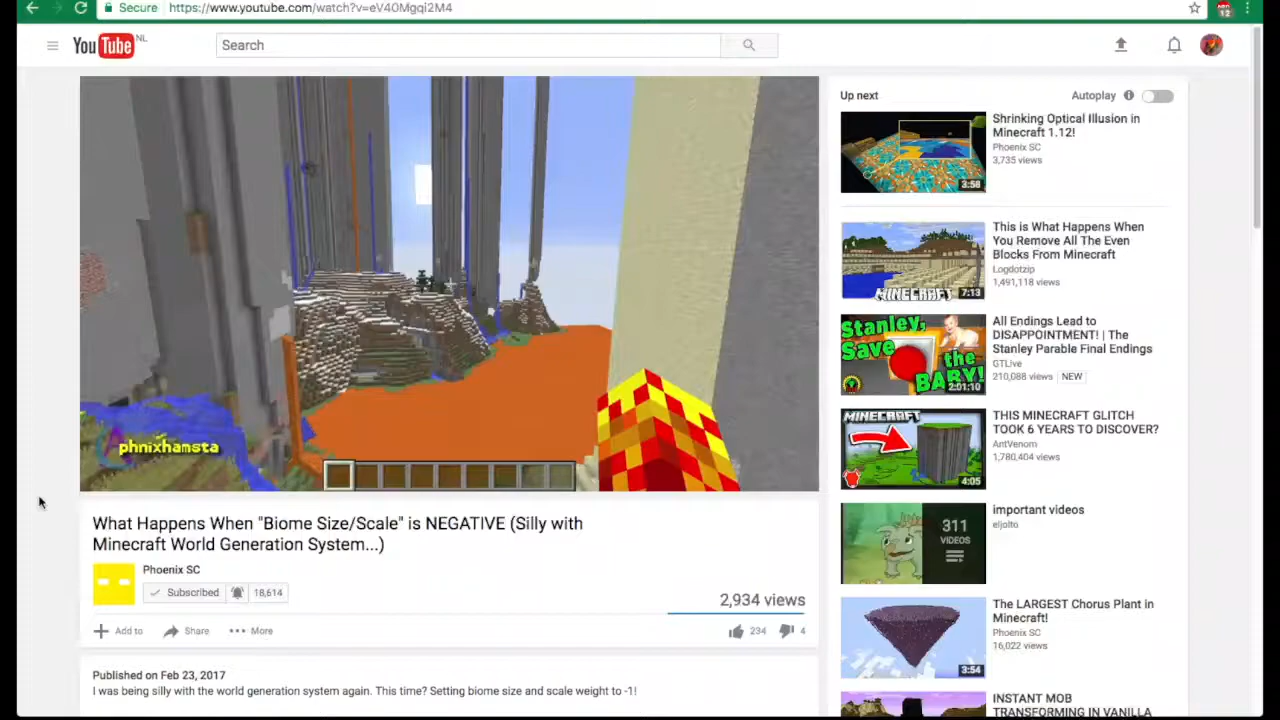 Secure
https://www.youtube.com/watch?v=eV40Mgqi2M4
12
YouTube NL
Search
phnixhamsta
What Happens When "Biome Size/Scale" is NEGATIVE (Silly with
Minecraft World Generation System...)
Phoenix SC
Subscribed
18,614
2,934 views
Add to
Share
More
234
4
Published on Feb 23, 2017
I was being silly with the world generation system again. This time? Setting biome size and scale weight to -1!
Up next
Autoplay
3:58
Shrinking Optical Illusion in
Minecraft 1.12!
Phoenix SC
3,735 views
MINECRAFT
7:13
This is What Happens When
You Remove All The Even
Blocks From Minecraft
Logdotzip
1,491,118 views
Stanley,
Save
the
BABY!
2:01:10
All Endings Lead to
DISAPPOINTMENT! | The
Stanley Parable Final Endings
GTLive
210,088 views NEW
MINECRAFT
4:05
THIS MINECRAFT GLITCH
TOOK 6 YEARS TO DISCOVER?
AntVenom
1,780,404 views
311
VIDEOS
important videos
eljolto
3:54
The LARGEST Chorus Plant in
Minecraft!
Phoenix SC
16,022 views
INSTANT MOB
TRANSFORMING IN VANILLA